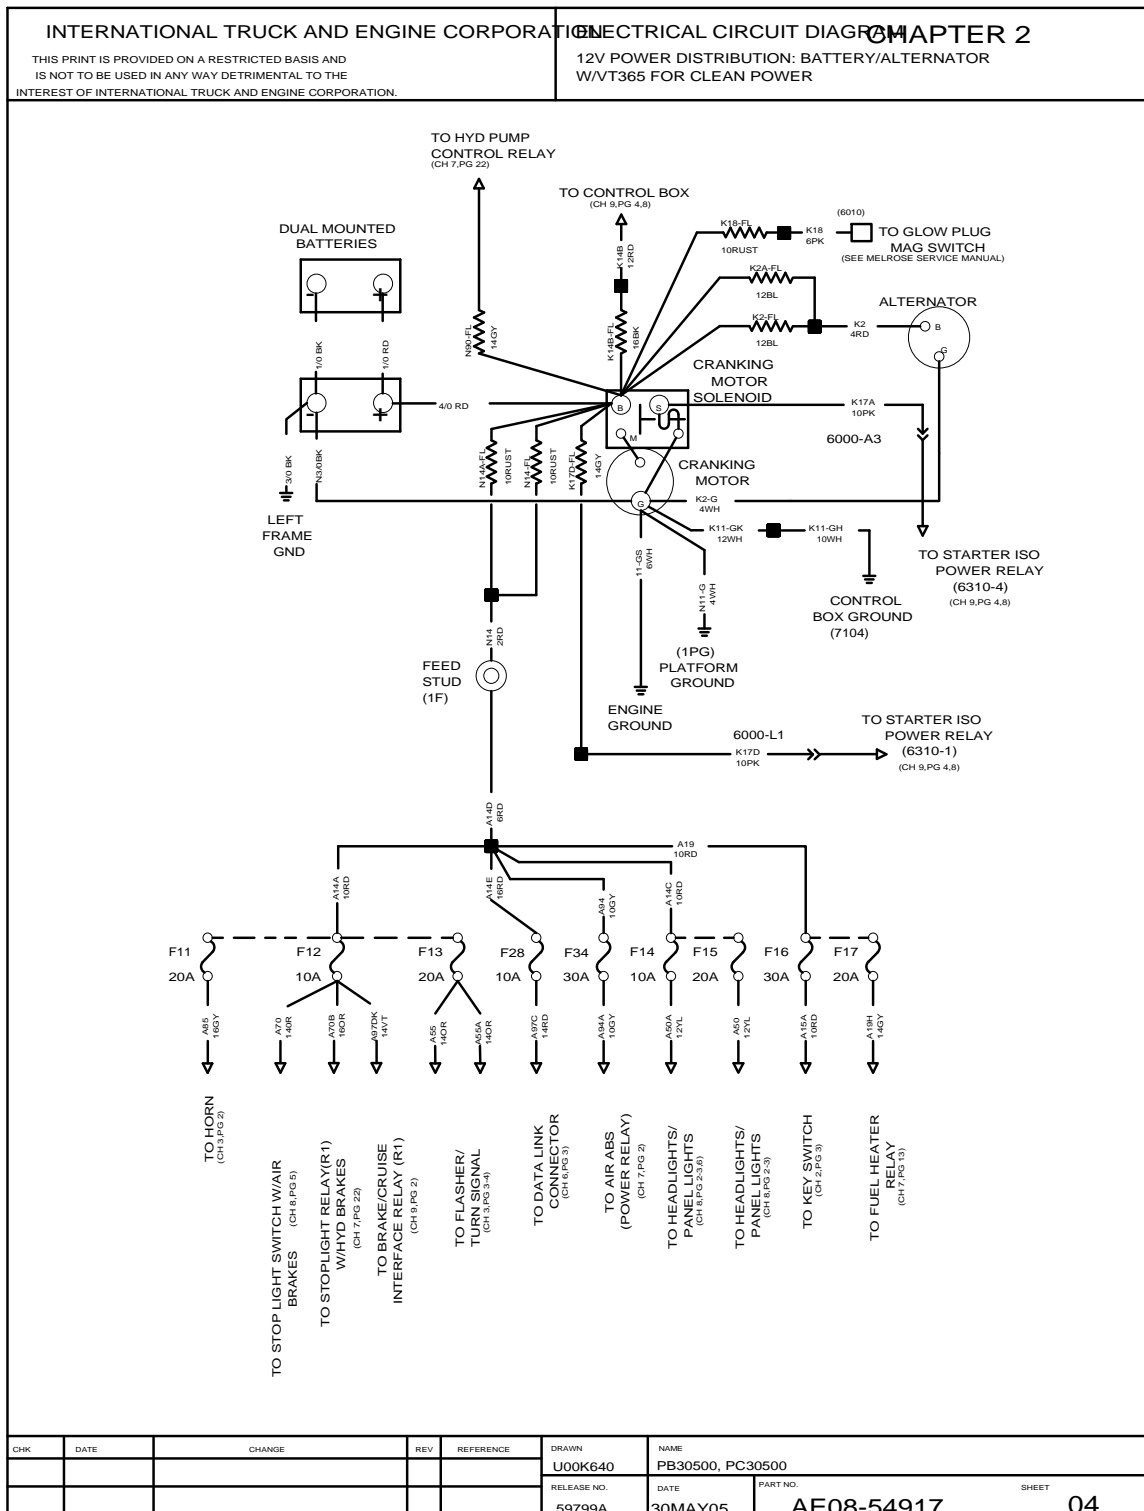 INTERNATIONAL TRUCK AND ENGINE CORPORATION
THIS PRINT IS PROVIDED ON A RESTRICTED BASIS AND
IS NOT TO BE USED IN ANY WAY DETRIMENTAL TO THE
INTEREST OF INTERNATIONAL TRUCK AND ENGINE CORPORATION.
ELECTRICAL CIRCUIT DIAGRAM
CHAPTER 2
12V POWER DISTRIBUTION: BATTERY/ALTERNATOR
W/VT365 FOR CLEAN POWER
TO HYD PUMP
CONTROL RELAY
(CH 7,PG 22)
TO CONTROL BOX
(CH 9,PG 4,8)
K14B
12RD
K18-FL
10RUST
K18
6PK
(6010)
TO GLOW PLUG
MAG SWITCH
(SEE MELROSE SERVICE MANUAL)
DUAL MOUNTED
BATTERIES
- +
K2A-FL
12BL
K2-FL
12BL
K2
4RD
ALTERNATOR
B
G
N90-FL
14GY
K14B-FL
16BK
1/0 BK
1/0 RD
- +
4/0 RD
CRANKING
MOTOR
SOLENOID
B
S
M
K17A
10PK
6000-A3
3/0 BK
N3/0BK
N14A-FL
10RUST
N14-FL
10RUST
K17D-FL
14GY
CRANKING
MOTOR
G
K2-G
4WH
LEFT
FRAME
GND
K11-GK
12WH
K11-GH
10WH
TO STARTER ISO
POWER RELAY
(6310-4)
(CH 9,PG 4,8)
11-GS
6WH
N11-G
4WH
CONTROL
BOX GROUND
(7104)
N14
2RD
(1PG)
PLATFORM
GROUND
FEED
STUD
(1F)
ENGINE
GROUND
TO STARTER ISO
POWER RELAY
(6310-1)
(CH 9,PG 4,8)
6000-L1
K17D
10PK
A14D
6RD
A19
10RD
A14A
10RD
A14E
16RD
A94
10GY
A14C
10RD
F11
20A
F12
10A
F13
20A
F28
10A
F34
30A
F14
10A
F15
20A
F16
30A
F17
20A
A85
16GY
A70
14OR
A70B
16OR
A97DK
14VT
A55
14OR
A55A
14OR
A97C
14RD
A94A
10GY
A50A
12YL
A50
12YL
A15A
10RD
A19H
14GY
TO HORN
(CH 3,PG 2)
TO STOP LIGHT SWITCH W/AIR
BRAKES (CH 8,PG 5)
TO STOPLIGHT RELAY(R1)
W/HYD BRAKES
(CH 7,PG 22)
TO BRAKE/CRUISE
INTERFACE RELAY (R1)
(CH 9,PG 2)
TO FLASHER/
TURN SIGNAL
(CH 3,PG 3-4)
TO DATA LINK
CONNECTOR
(CH 6,PG 3)
TO AIR ABS
(POWER RELAY)
(CH 7,PG 2)
TO HEADLIGHTS/
PANEL LIGHTS
(CH 8,PG 2-3,6)
TO HEADLIGHTS/
PANEL LIGHTS
(CH 8,PG 2-3)
TO KEY SWITCH
(CH 2,PG 3)
TO FUEL HEATER
RELAY
(CH 7,PG 13)
CHK DATE CHANGE REV REFERENCE
DRAWN
U00K640
NAME
PB30500, PC30500
RELEASE NO.
59799A
DATE
30MAY05
PART NO.
AE08-54917
SHEET
04